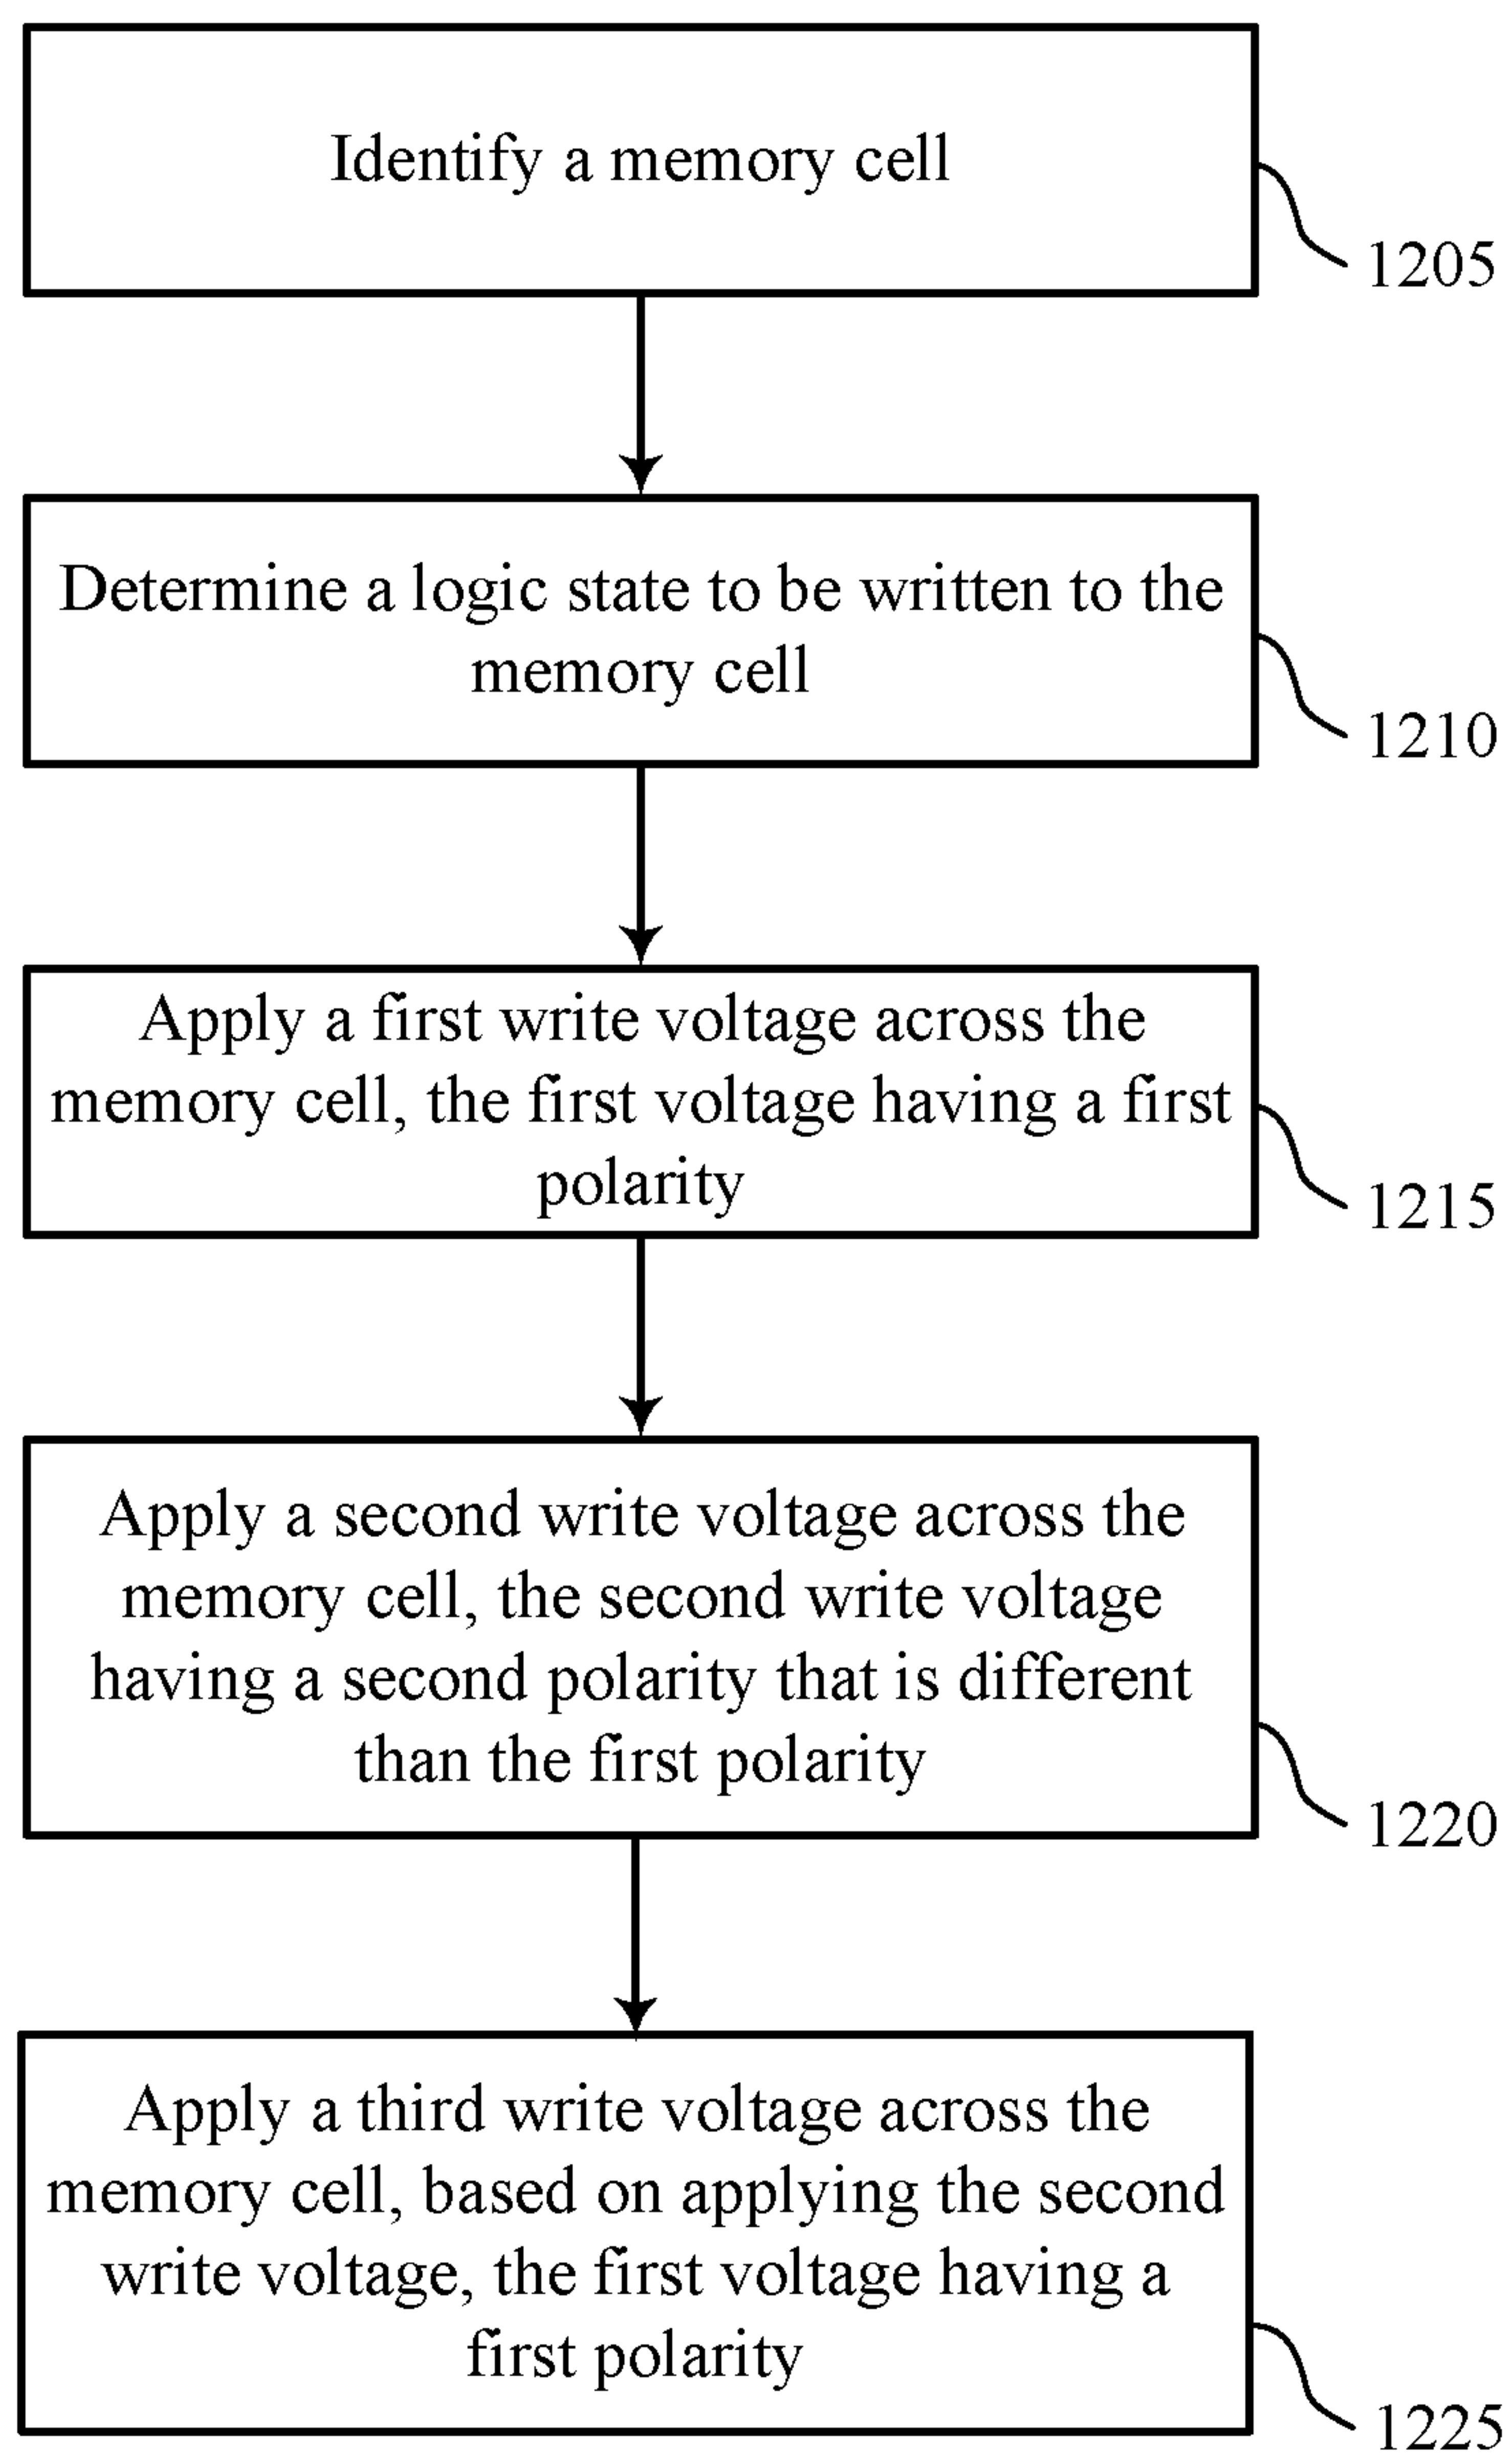 Identify a memory cell
1205
Determine a logic state to be written to the
memory cell
1210
Apply a first write voltage across the
memory cell, the first voltage having a first
polarity
1215
Apply a second write voltage across the
memory cell, the second write voltage
having a second polarity that is different
than the first polarity
1220
Apply a third write voltage across the
memory cell, based on applying the second
write voltage, the first voltage having a
first polarity
1225